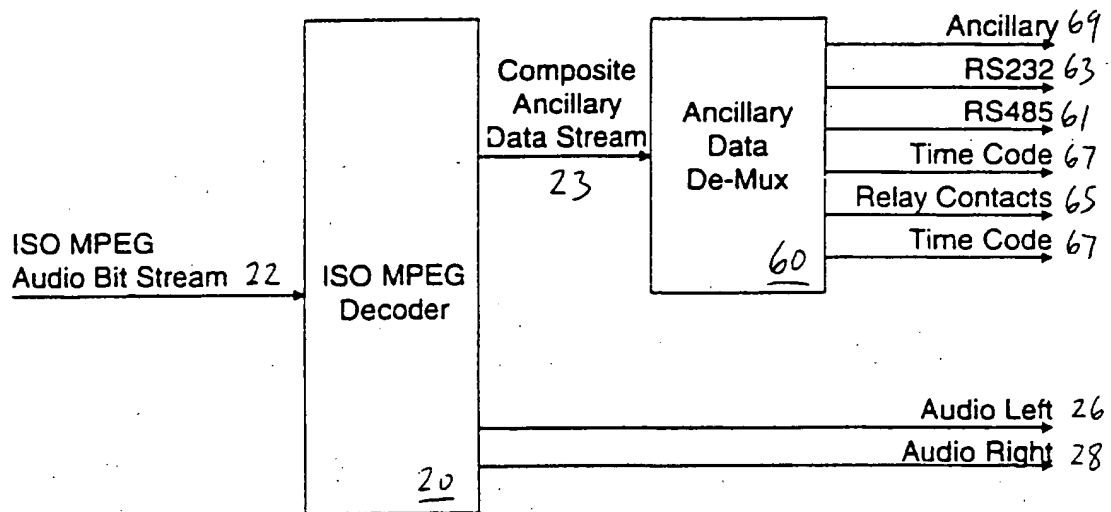 Ancillary 69
RS232 63
RS485 61
Time Code 67
Relay Contacts 65
Time Code 67
Composite
Ancillary
Data Stream
23
Ancillary
Data
De-Mux
60
ISO MPEG
Audio Bit Stream 22
ISO MPEG
Decoder
20
Audio Left 26
Audio Right 28